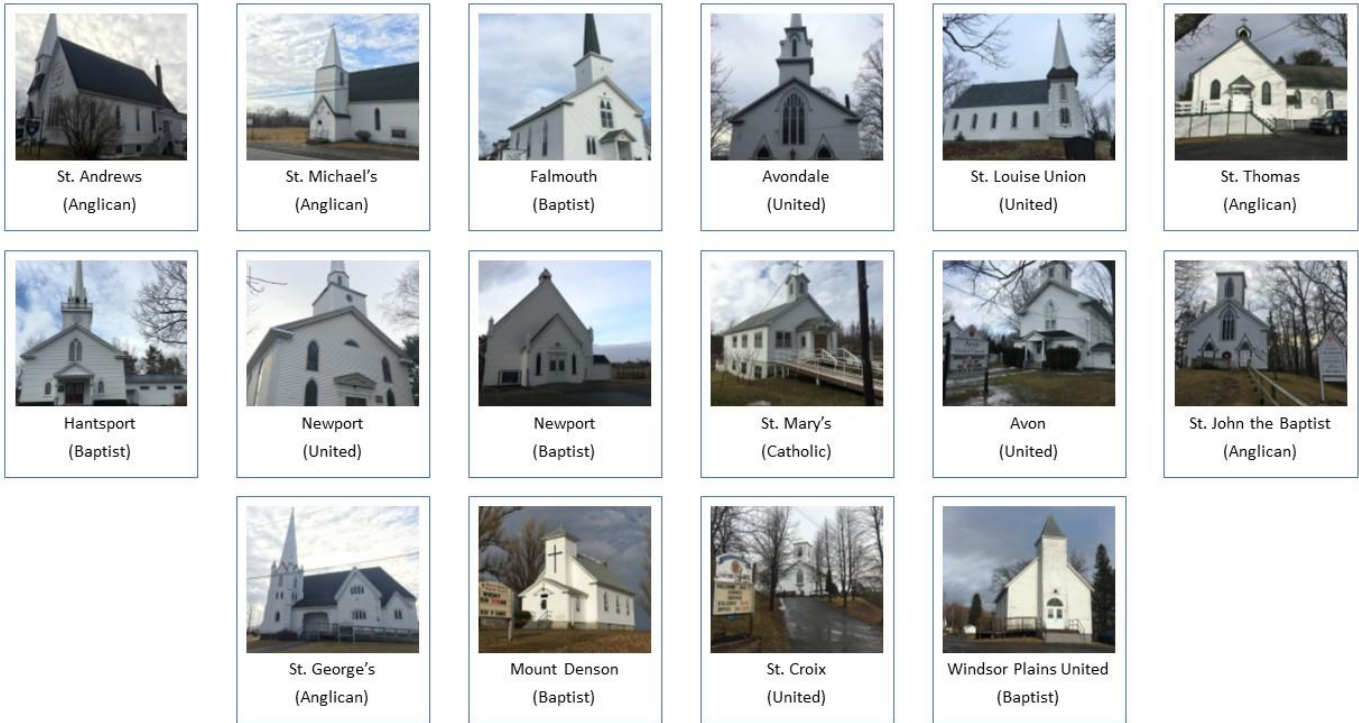 St. Andrews
(Anglican)
St. Michael's
(Anglican)
Falmouth
(Baptist)
Avondale
(United)
St. Louise Union
(United)
St. Thomas
(Anglican)
Hantsport
(Baptist)
Newport
(United)
Newport
(Baptist)
St. Mary's
(Catholic)
Avon
(United)
St. John the Baptist
(Anglican)
St. George's
(Anglican)
Mount Denson
(Baptist)
St. Croix
(United)
Windsor Plains United
(Baptist)